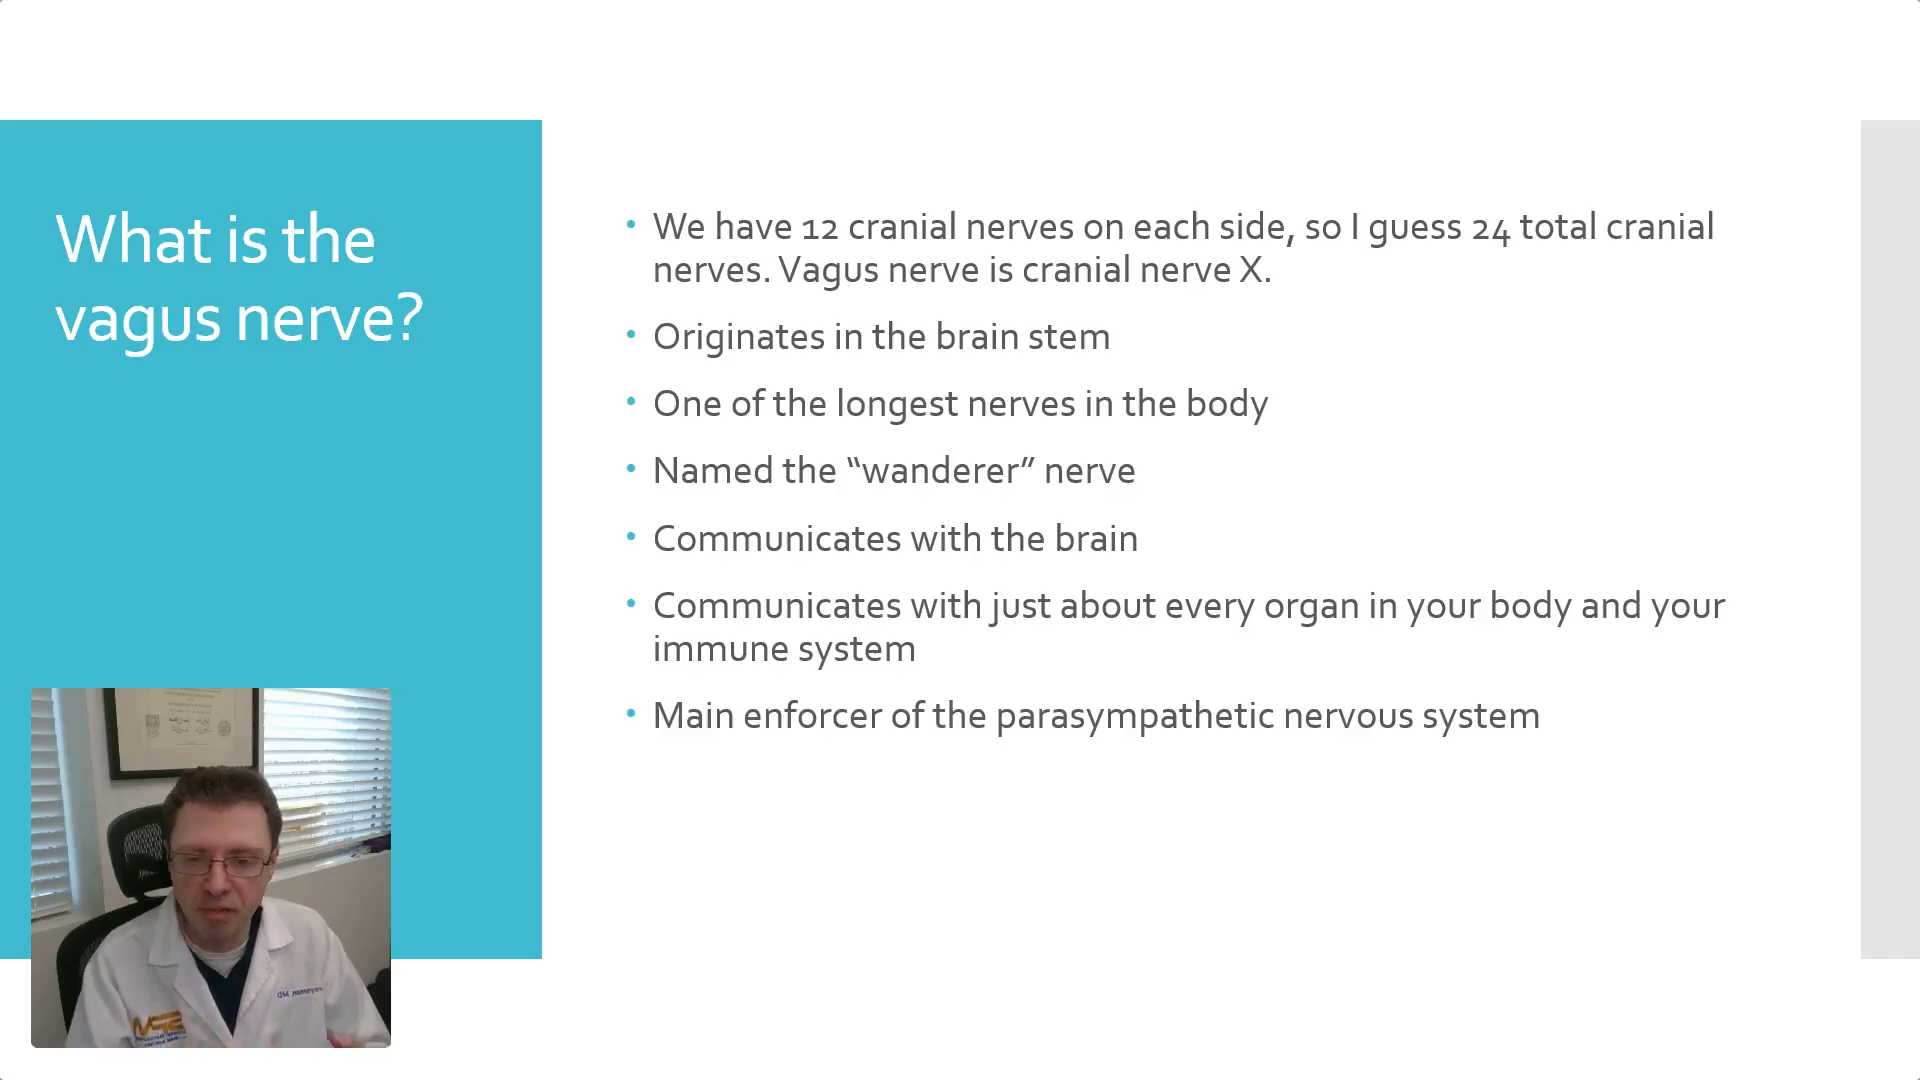 What is the
vagus nerve?
• We have 12 cranial nerves on each side, so I guess 24 total cranial
nerves. Vagus nerve is cranial nerve X.
• Originates in the brain stem
• One of the longest nerves in the body
• Named the “wanderer” nerve
• Communicates with the brain
• Communicates with just about every organ in your body and your
immune system
• Main enforcer of the parasympathetic nervous system